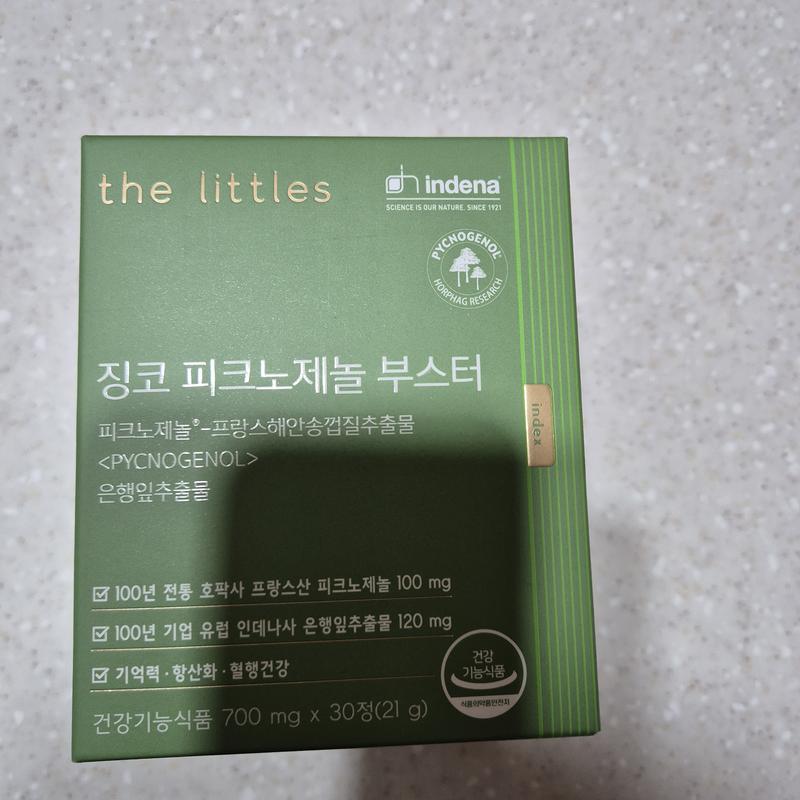 the littles
indena
SCIENCE IS OUR NATURE. SINCE 1921
PYCNOGENOL®
HORPHAG RESEARCH
징코 피크노제놀 부스터
피크노제놀®-프랑스해안송껍질추출물
<PYCNOGENOL>
은행잎추출물
index
100년 전통 호팍사 프랑스산 피크노제놀 100 mg
100년 기업 유럽 인데나사 은행잎추출물 120 mg
기억력·항산화·혈행건강
건강
기능식품
식품의약품안전처
건강기능식품 700 mg x 30정(21 g)